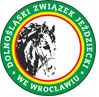 DOLNOŚLĄSKI ZWIĄZEK JEŹDZIECKI
WE WROCŁAWIU